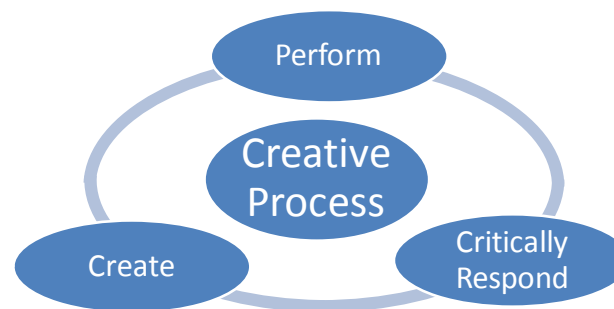 Perform
Creative
Process
Create
Critically
Respond